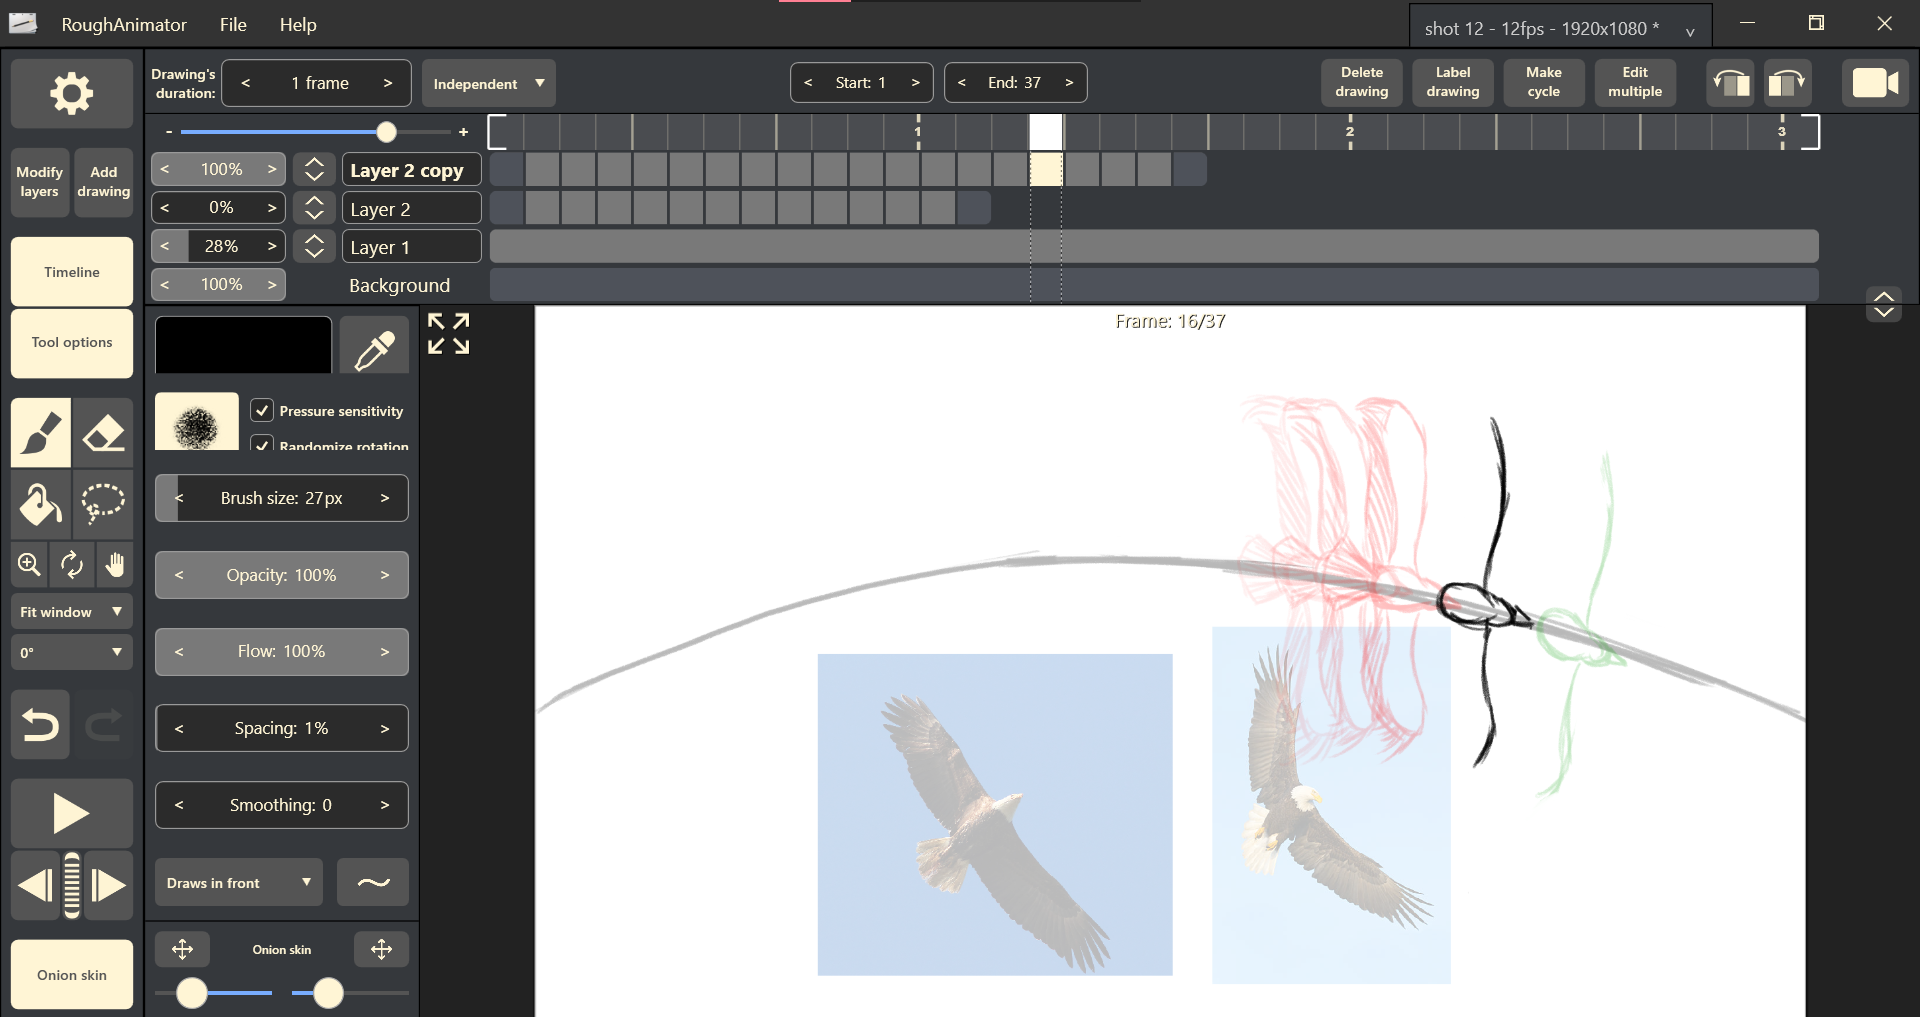 RoughAnimator File Help shot 12 - 12fps - 1920x1080 *
Drawing's duration: < 1 frame > Independent < Start: 1 > < End: 37 > Delete drawing Label drawing Make cycle Edit multiple
- + 1 2 3
Modify layers Add drawing < 100% > Layer 2 copy
< 0% > Layer 2
< 28% > Layer 1
< 100% > Background
Timeline
Frame: 16/37
Tool options
Pressure sensitivity
Randomize rotation
< Brush size: 27px >
< Opacity: 100% >
Fit window
0°
< Flow: 100% >
< Spacing: 1% >
< Smoothing: 0 >
Draws in front
Onion skin
Onion skin